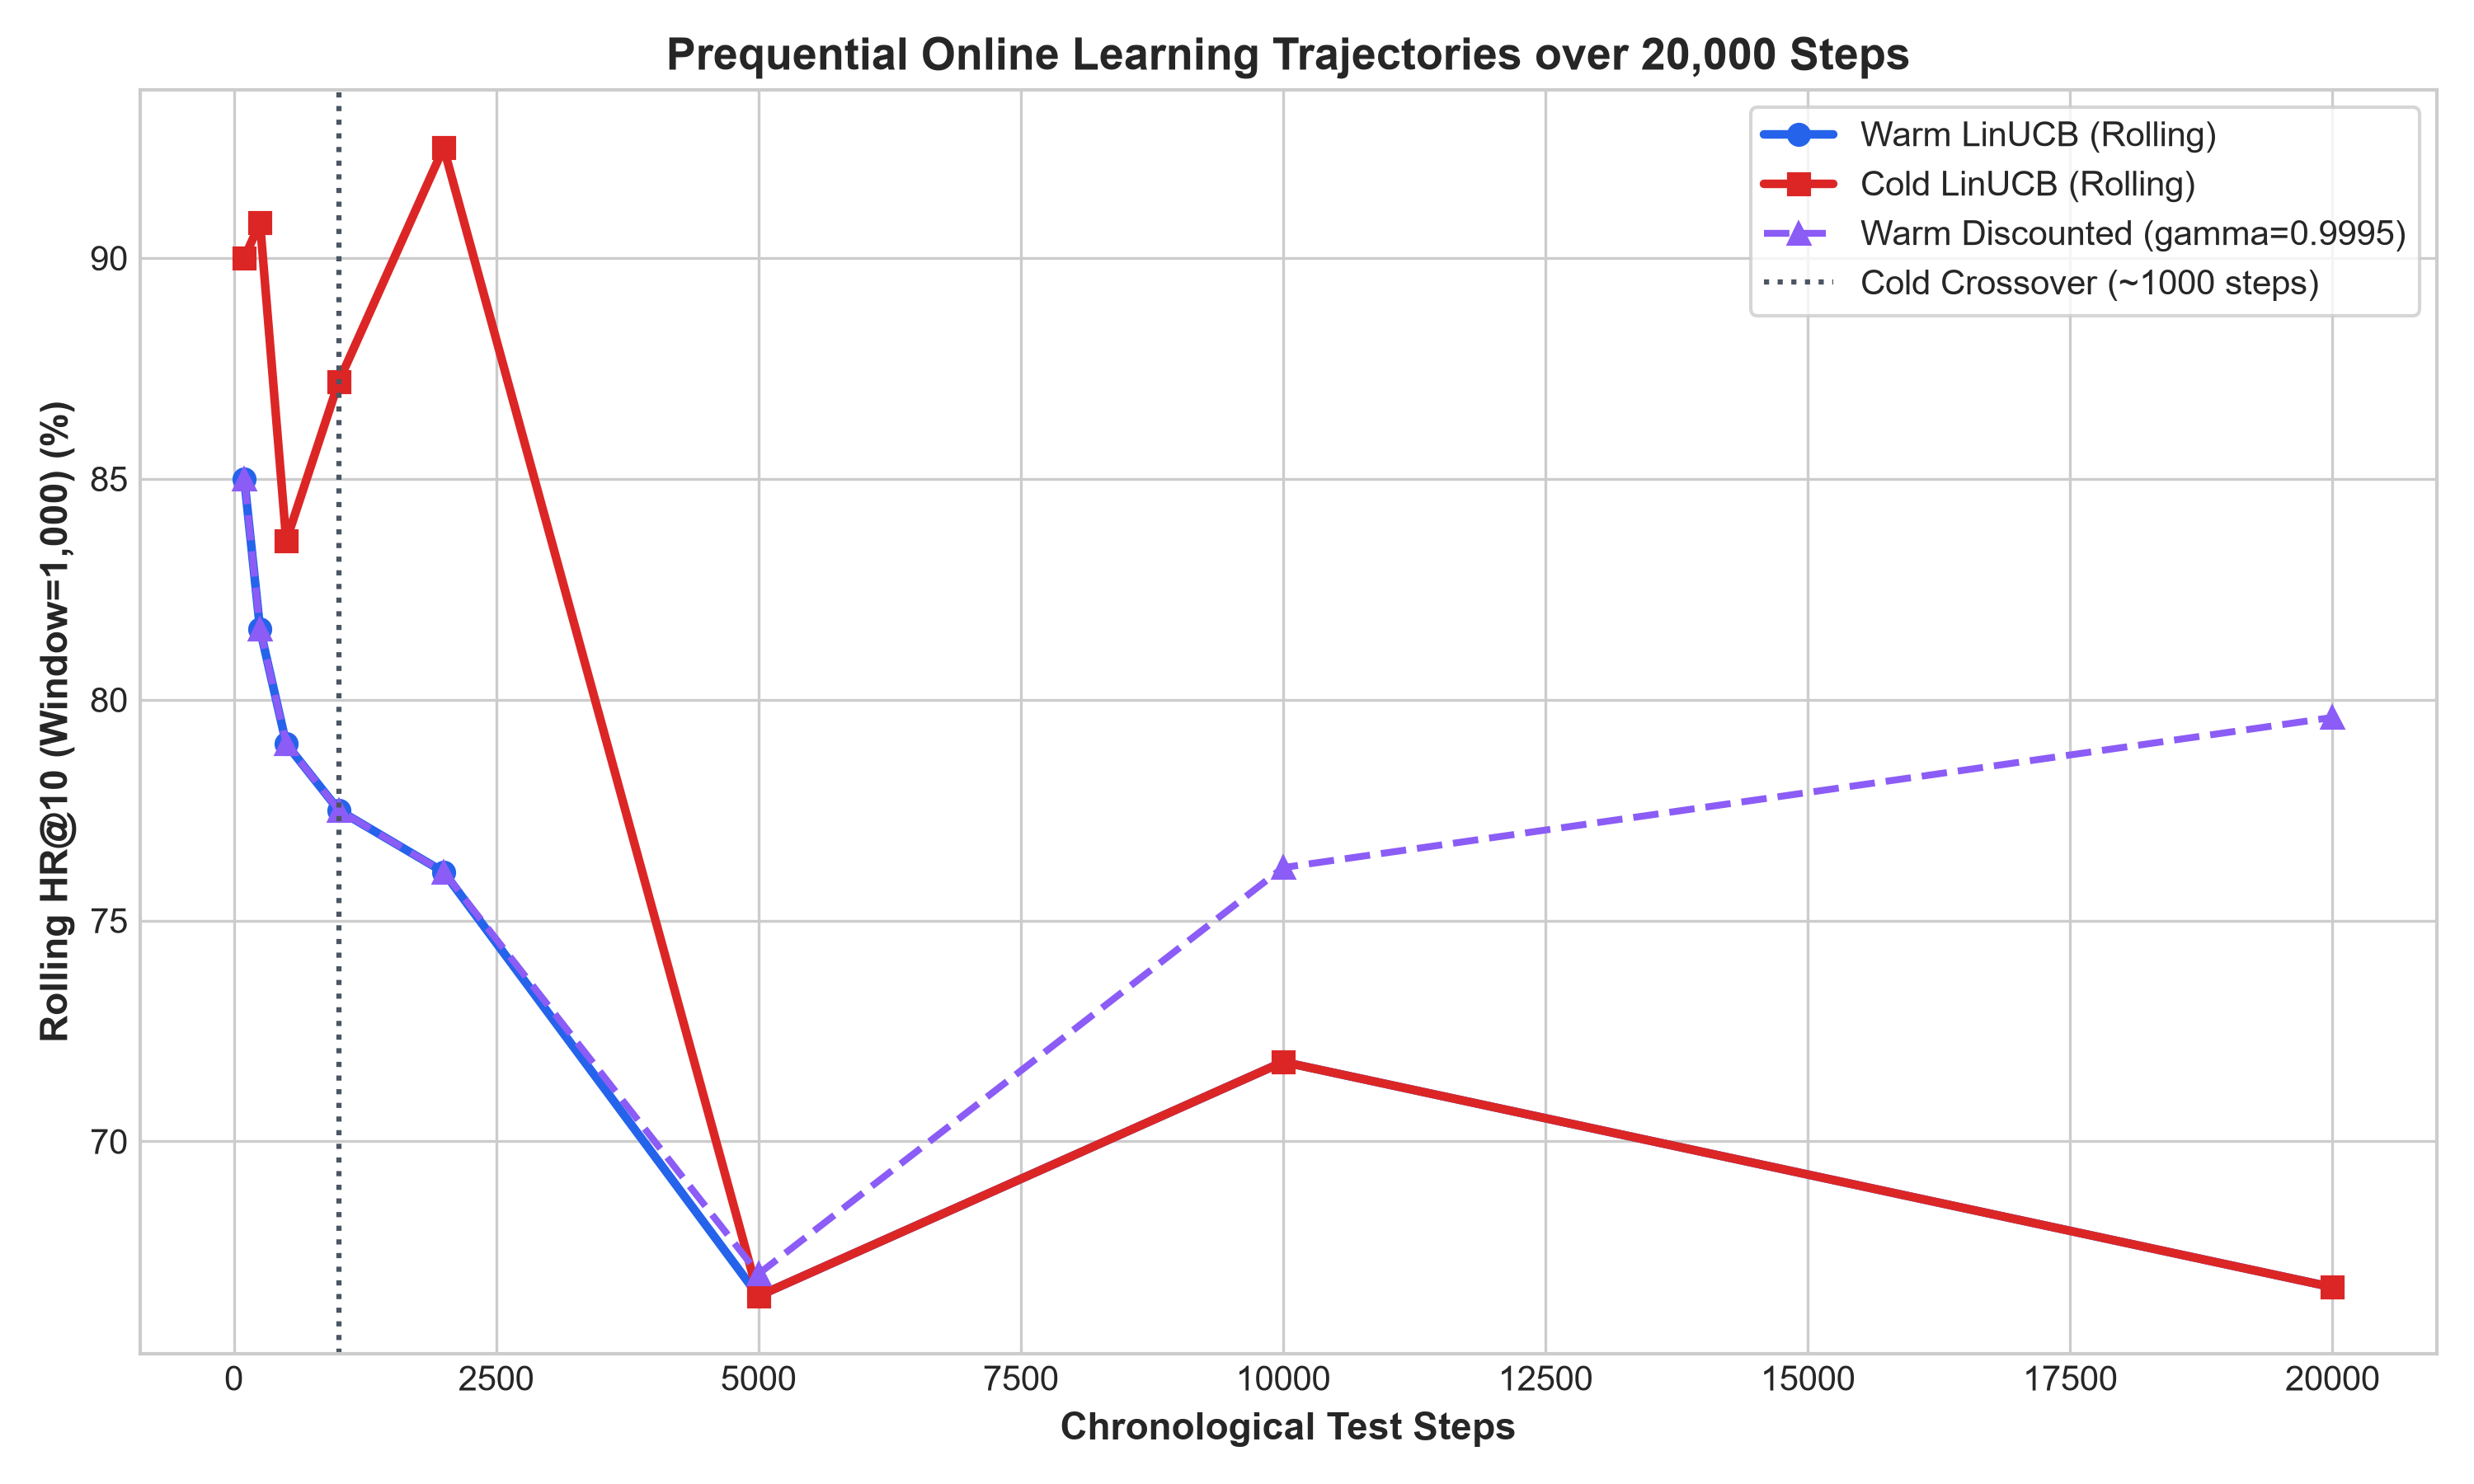 Prequential Online Learning Trajectories over 20,000 Steps
Warm LinUCB (Rolling)
Cold LinUCB (Rolling)
Warm Discounted (gamma=0.9995)
Cold Crossover (~1000 steps)
Rolling HR@10 (Window=1,000) (%)
90
85
80
75
70
0 2500 5000 7500 10000 12500 15000 17500 20000
Chronological Test Steps